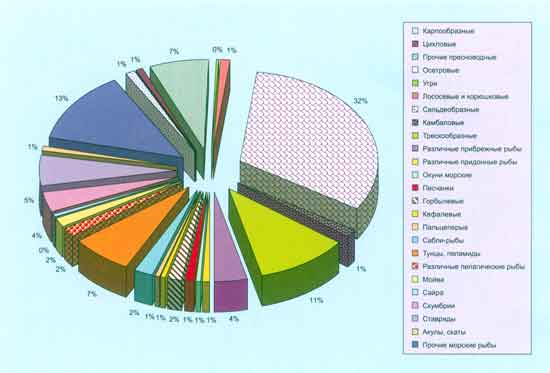 0%
1%
7%
1%
1%
32%
13%
1%
5%
4%
0%
2%
2%
7%
2%
1%
1%
2%
1%
1%
1%
4%
11%
1%
Карпообразные
Цихловые
Прочие пресноводные
Осетровые
Угри
Лососевые и корюшковые
Сельдеобразные
Камбаловые
Трескообразные
Различные прибрежные рыбы
Различные придонные рыбы
Окуни морские
Песчанки
Горбылевые
Кефалевые
Пальцеперые
Сабли-рыбы
Тунцы, пеламиды
Различные пелагические рыбы
Мойва
Сайра
Скумбрии
Ставриды
Акулы, скаты
Прочие морские рыбы